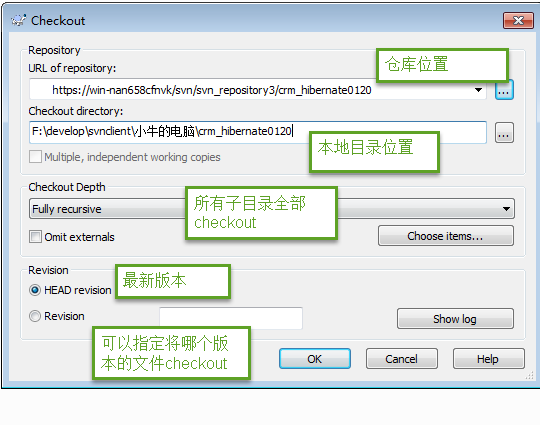 Checkout
Repository
URL of repository:
仓库位置
https://win-nan658cfnvk/svn/svn_repository3/crm_hibernate0120
...
Checkout directory:
F:\develop\svnclient\小牛的电脑\crm_hibernate0120
...
本地目录位置
Multiple, independent working copies
Checkout Depth
Fully recursive
所有子目录全部
checkout
Omit externals
Choose items...
Revision
最新版本
HEAD revision
Revision
Show log
可以指定将哪个版
本的文件checkout
OK
Cancel
Help